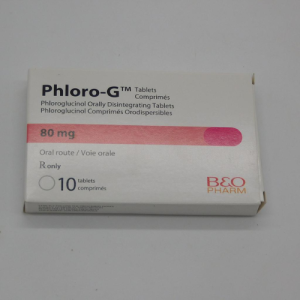 Phloro-G™ Tablets
Comprimés
Phloroglucinol Orally Disintegrating Tablets
Phloroglucinol Comprimés Orodispersibles
80 mg
Oral route / Voie orale
℞ only
10 tablets
comprimés
BEO
PHARM